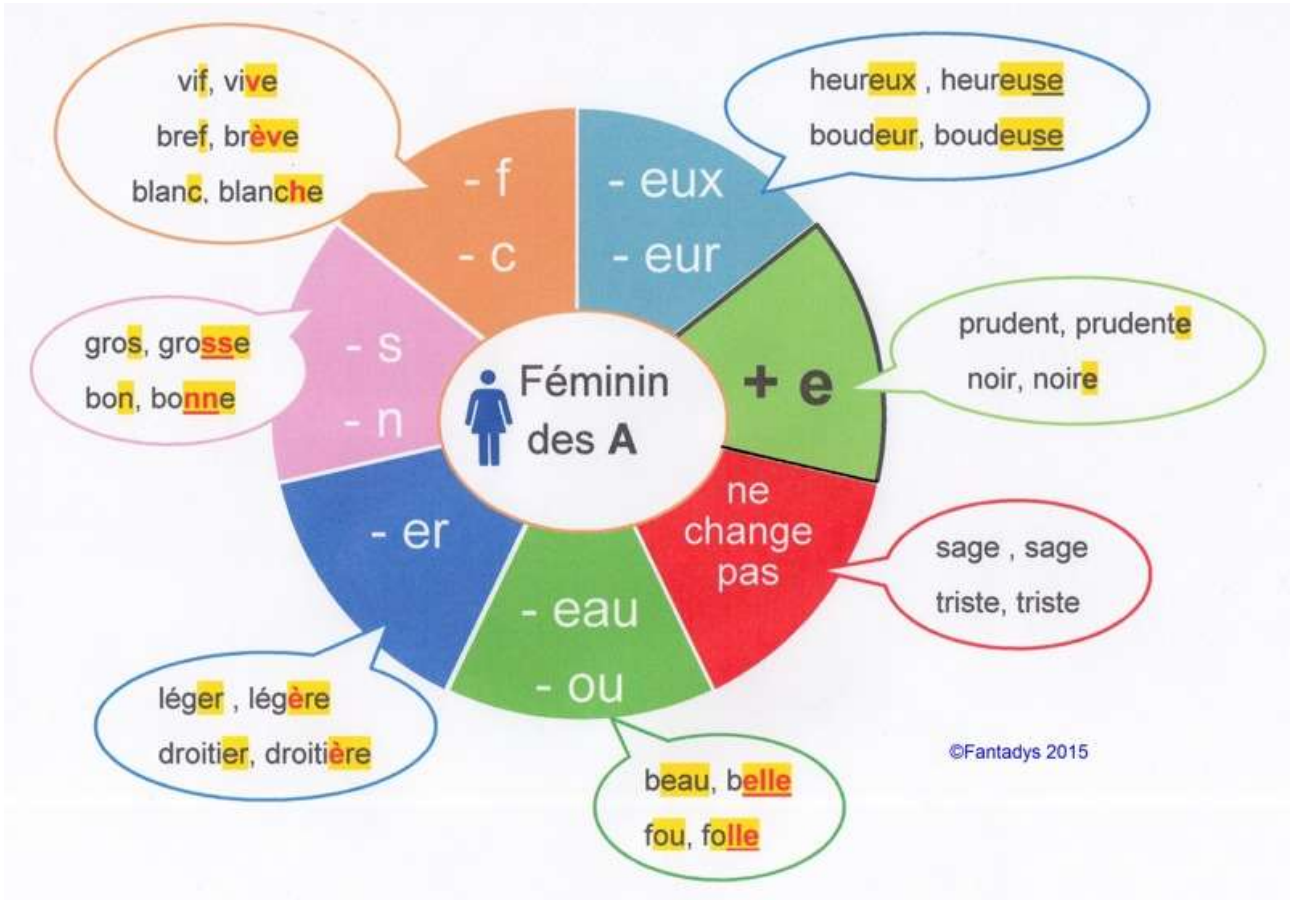 vif, vive
bref, brève
blanc, blanche
heureux , heureuse
boudeur, boudeuse
- f
- c
- eux
- eur
prudent, prudente
noir, noire
+ e
gros, grosse
bon, bonne
- s
- n
Féminin
des A
ne
change
pas
sage , sage
triste, triste
- er
- eau
- ou
léger , légère
droitier, droitière
beau, belle
fou, folle
©Fantadys 2015